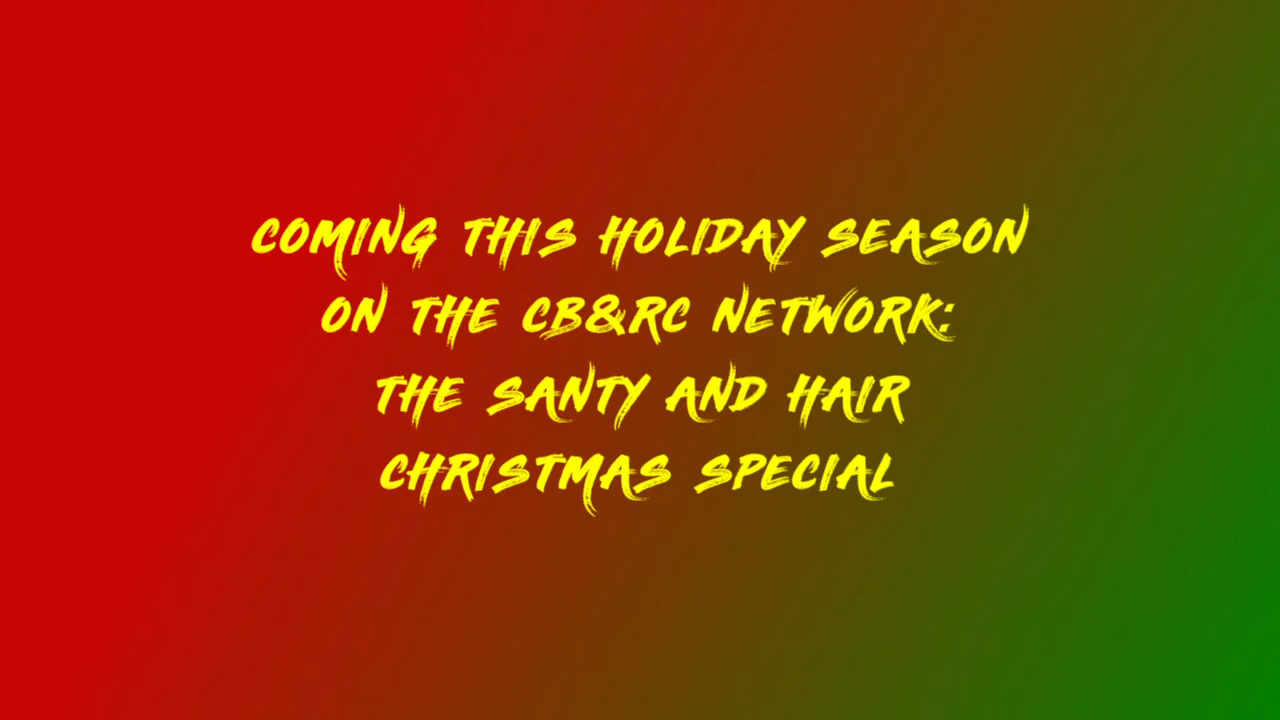 COMING THIS HOLIDAY SEASON
ON THE CB&RC NETWORK:
THE SANTY AND HAIR
CHRISTMAS SPECIAL